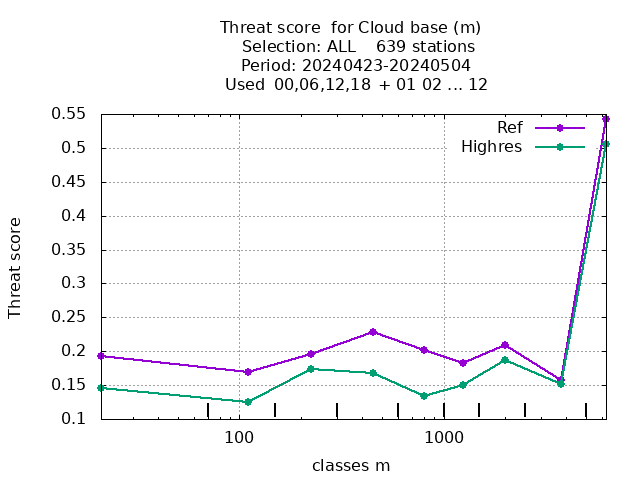 Threat score  for Cloud base (m)
Selection: ALL    639 stations
Period: 20240423-20240504
Used  00,06,12,18 + 01 02 ... 12
Ref
Highres
0.55
0.5
0.45
0.4
0.35
0.3
0.25
0.2
0.15
0.1
Threat score
100
1000
classes m